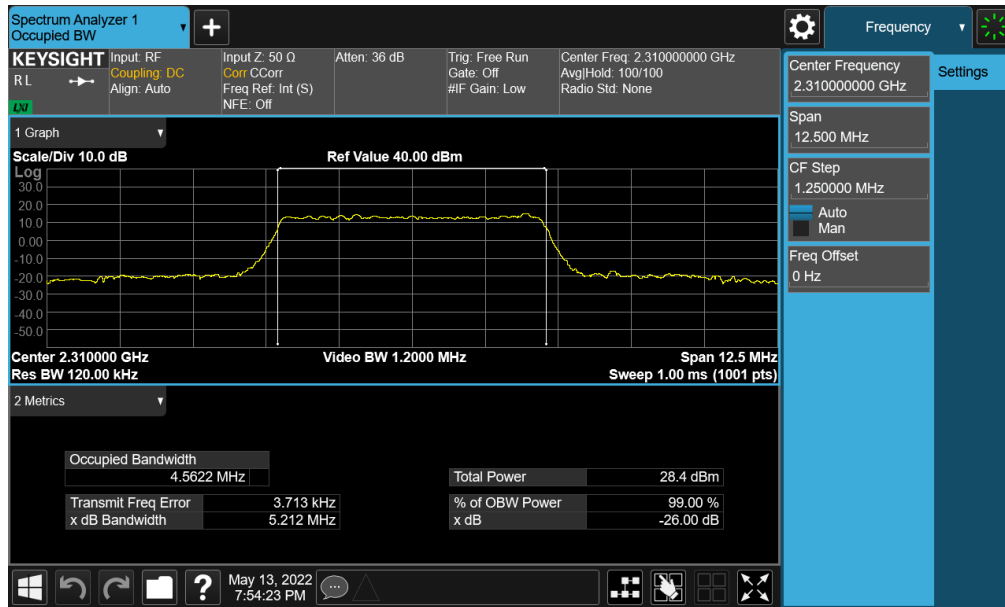 Spectrum Analyzer 1
Occupied BW
+
Frequency
KEYSIGHT
R L
LXI
Input: RF
Coupling: DC
Align: Auto
Input Z: 50 Ω
Corr CCorr
Freq Ref: Int (S)
NFE: Off
Atten: 36 dB
Trig: Free Run
Gate: Off
#IF Gain: Low
Center Freq: 2.310000000 GHz
Avg|Hold: 100/100
Radio Std: None
Center Frequency
2.310000000 GHz
Settings
Span
12.500 MHz
CF Step
1.250000 MHz
Auto
Man
Freq Offset
0 Hz
1 Graph
Scale/Div 10.0 dB
Ref Value 40.00 dBm
Log
30.0
20.0
10.0
0.00
-10.0
-20.0
-30.0
-40.0
-50.0
Center 2.310000 GHz
Video BW 1.2000 MHz
Span 12.5 MHz
Res BW 120.00 kHz
Sweep 1.00 ms (1001 pts)
2 Metrics
Occupied Bandwidth
4.5622 MHz
Total Power 28.4 dBm
Transmit Freq Error 3.713 kHz
% of OBW Power 99.00 %
x dB Bandwidth 5.212 MHz
x dB -26.00 dB
?
May 13, 2022
7:54:23 PM